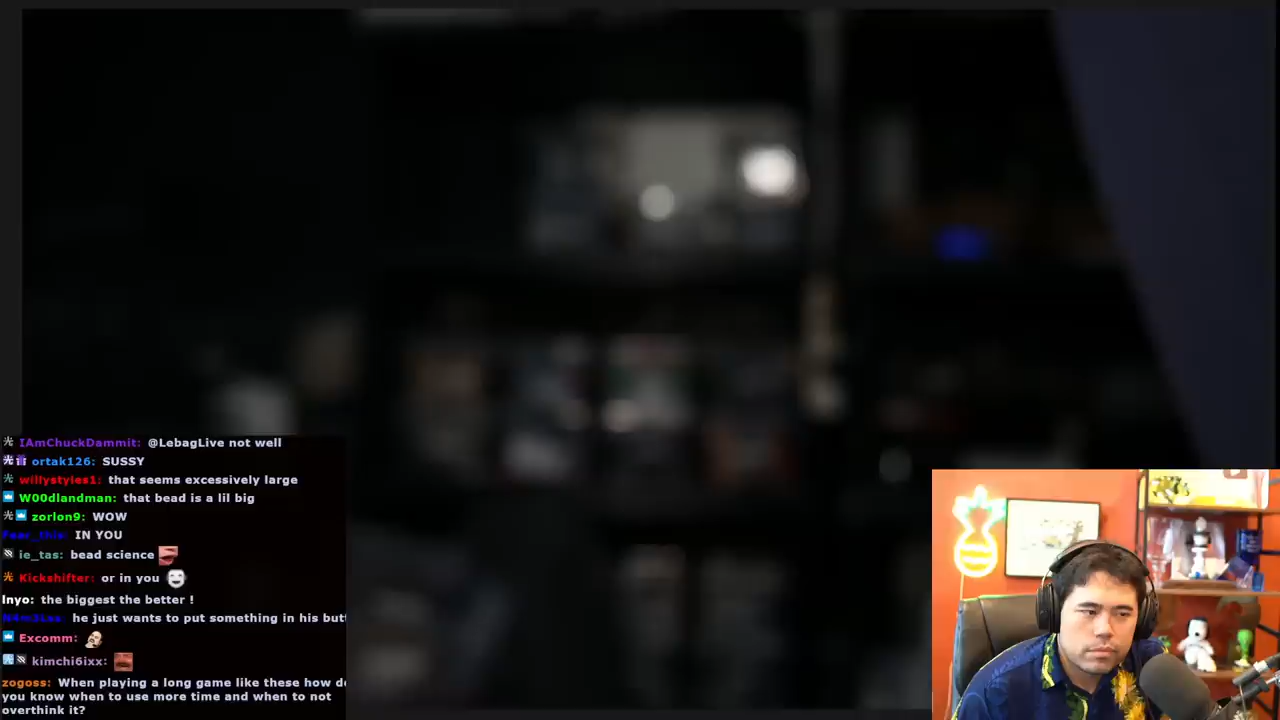 IAmChuckDammit: @LebagLive not well
ortak126: SUSSY
willystyles1: that seems excessively large
W00dlandman: that bead is a lil big
zorlon9: WOW
Fear_this: IN YOU
ie_tas: bead science
Kickshifter: or in you
Inyo: the biggest the better !
he just wants to put something in his butt
Excomm:
kimchi6ixx:
zogoss: When playing a long game like these how do
you know when to use more time and when to not
overthink it?